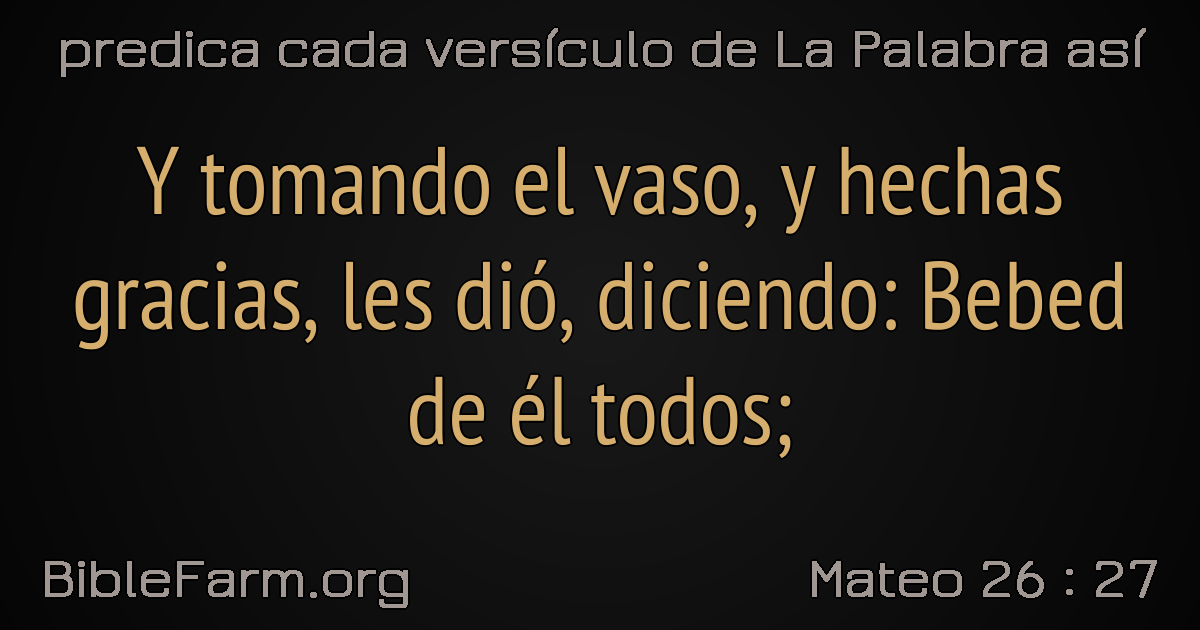 predica cada versículo de La Palabra así
Y tomando el vaso, y hechas
gracias, les dió, diciendo: Bebed
de él todos;
BibleFarm.org
Mateo 26 : 27